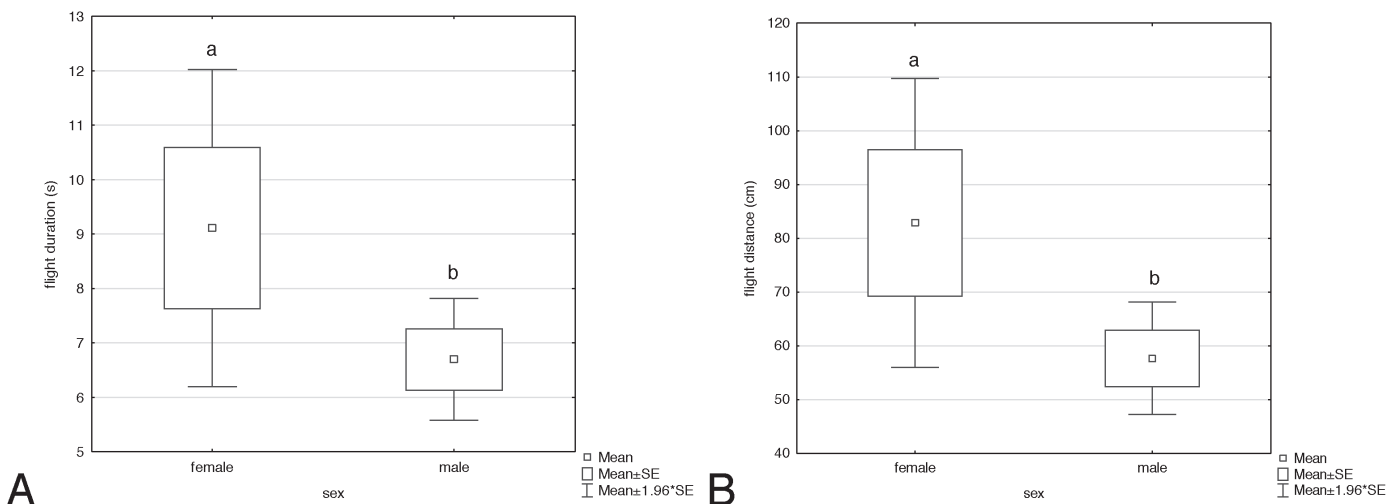 13
12
11
10
9
8
7
6
5
flight duration (s)
a
b
female
male
sex
Mean
Mean±SE
Mean±1.96*SE
A
120
110
100
90
80
70
60
50
40
flight distance (cm)
a
b
female
male
sex
Mean
Mean±SE
Mean±1.96*SE
B